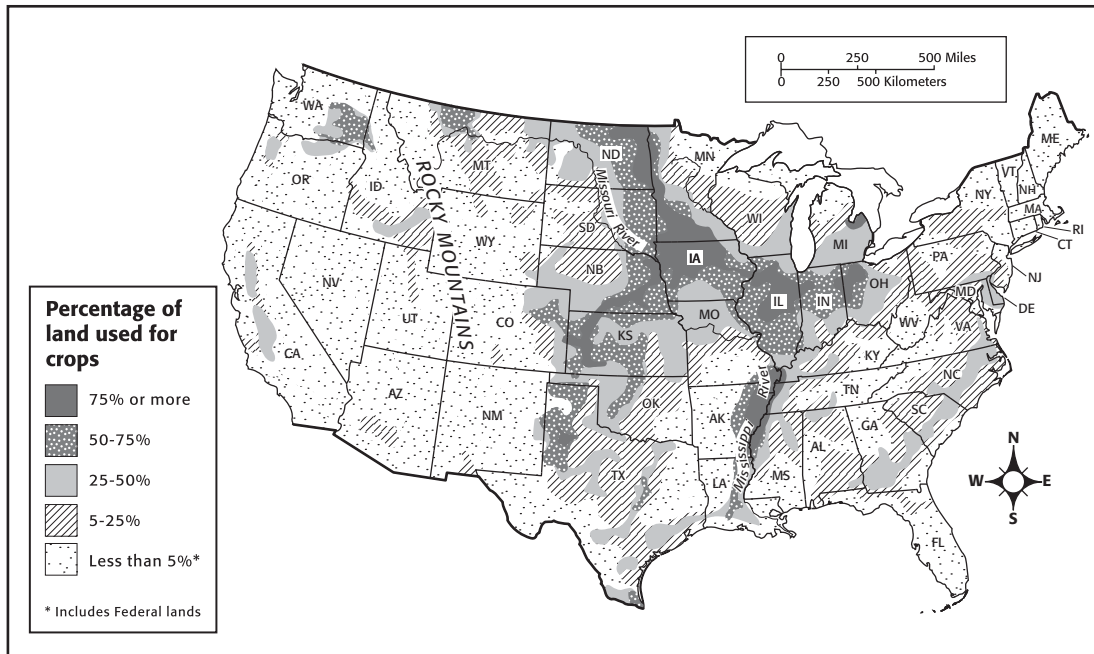 0 250 500 Miles
0 250 500 Kilometers
WA
OR
ID
MT
ND
MN
WI
MI
ME
VT
NH
NY
MA
RI
CT
NJ
PA
MD
DE
OH
IN
IL
IA
SD
NB
WY
NV
UT
CO
KS
MO
KY
WV
VA
NC
TN
SC
GA
AL
MS
AK
LA
OK
TX
NM
AZ
CA
FL
ROCKY MOUNTAINS
Missouri River
Mississippi River
N
W E
S
Percentage of
land used for
crops
75% or more
50-75%
25-50%
5-25%
Less than 5%*
* Includes Federal lands